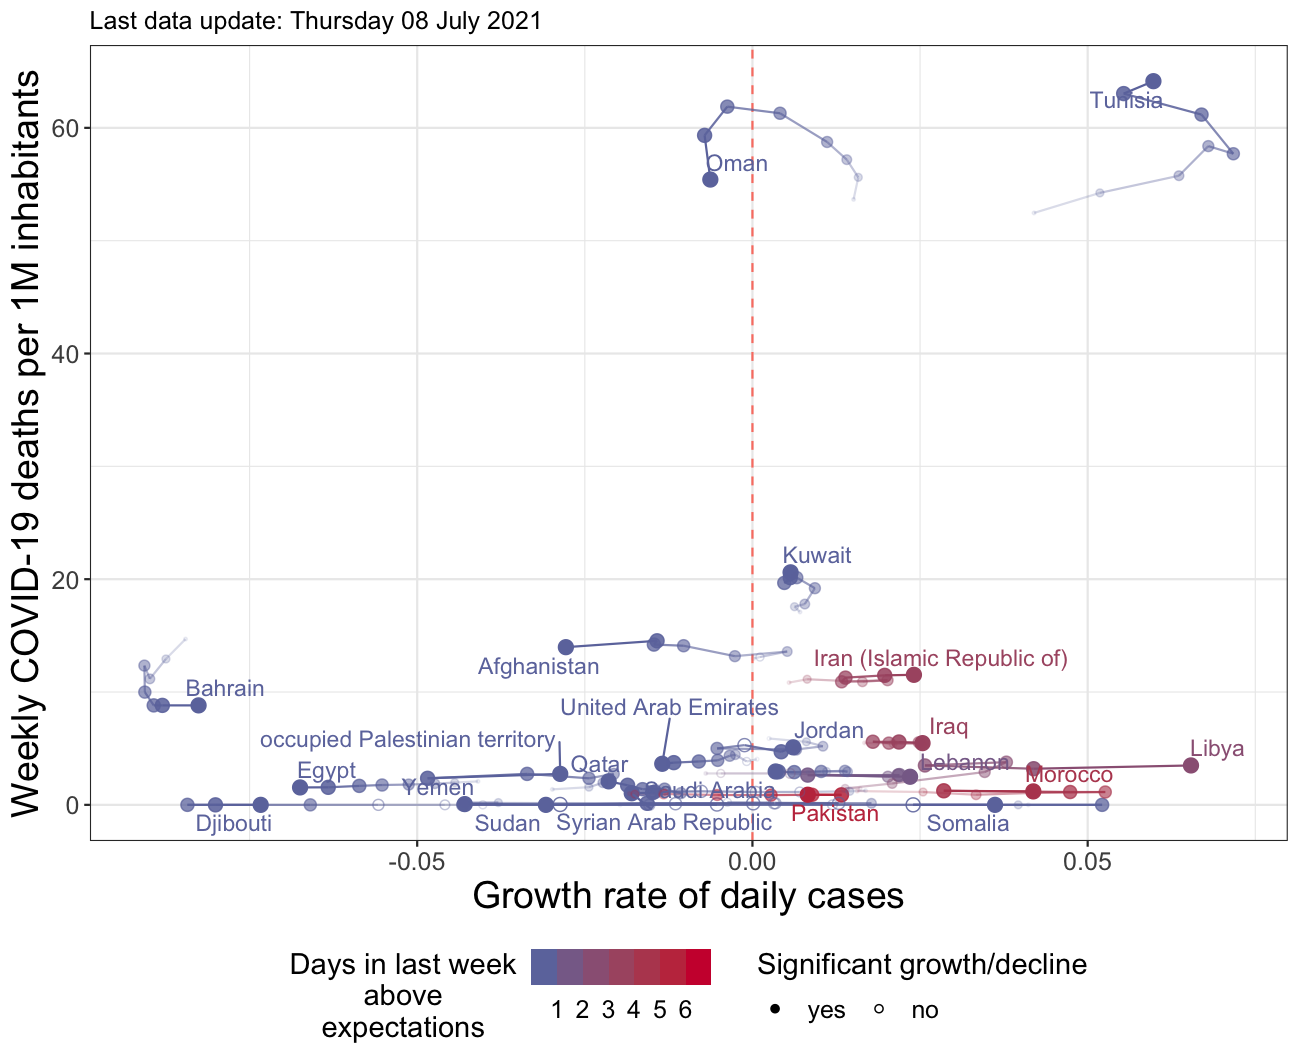 Last data update: Thursday 08 July 2021
Weekly COVID-19 deaths per 1M inhabitants
60
40
20
0
Tunisia
Oman
Kuwait
Afghanistan
Iran (Islamic Republic of)
Bahrain
United Arab Emirates
Jordan
Iraq
occupied Palestinian territory
Libya
Qatar
Lebanon
Egypt
Morocco
Yemen
Saudi Arabia
Pakistan
Djibouti
Sudan
Syrian Arab Republic
Somalia
-0.05
0.00
0.05
Growth rate of daily cases
Days in last week
above
expectations
1 2 3 4 5 6
Significant growth/decline
yes
no